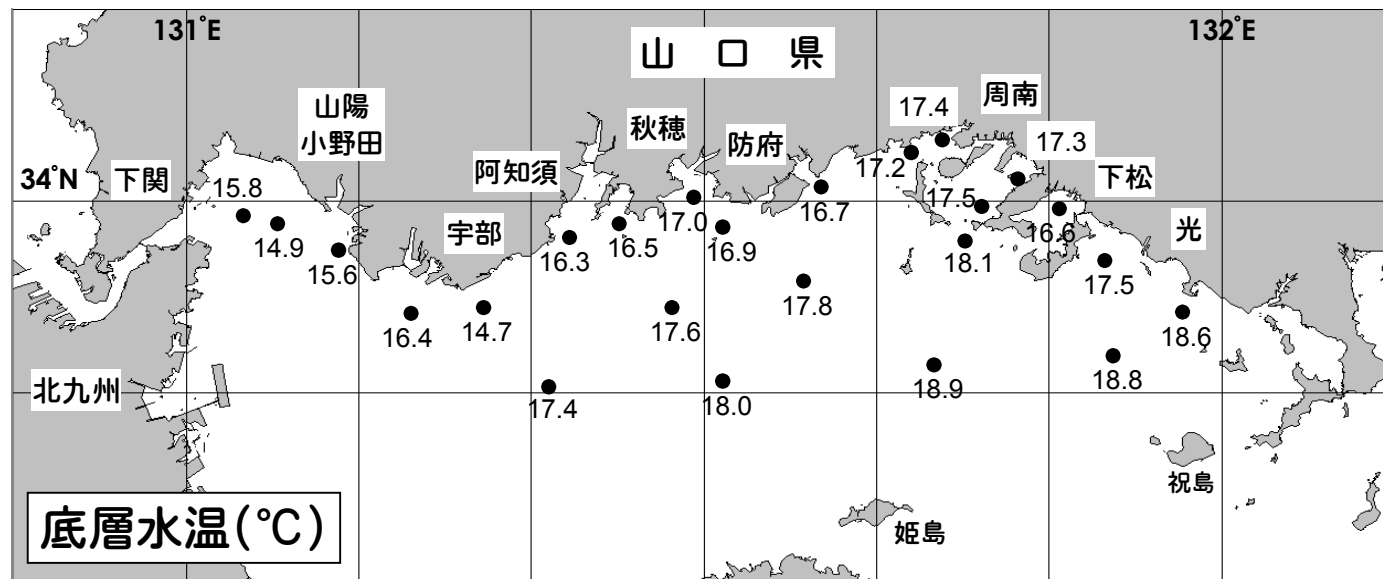 131°E
132°E
山 口 県
17.4
周南
山陽
小野田
秋穂
防府
17.3
34°N
下関
15.8
阿知須
17.2
下松
宇部
14.9
15.6
16.3
16.5
17.0
16.9
16.7
17.5
18.1
16.6
光
17.5
16.4
14.7
17.6
17.8
18.6
北九州
17.4
18.0
18.9
18.8
祝島
姫島
底層水温(℃)